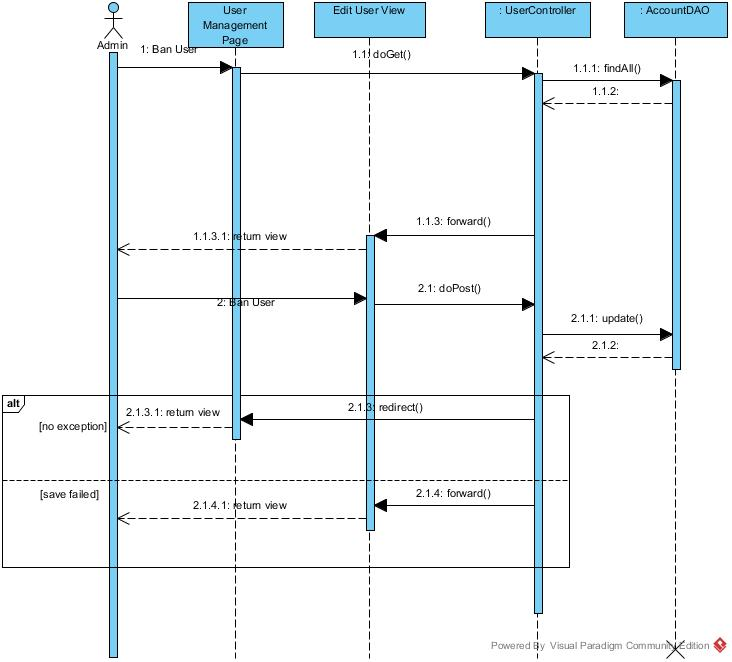 User
Management
Page
Edit User View
: UserController
: AccountDAO
Admin
1: Ban User
1.1: doGet()
1.1.1: findAll()
1.1.2:
1.1.3: forward()
1.1.3.1: return view
2: Ban User
2.1: doPost()
2.1.1: update()
2.1.2:
alt
2.1.3: redirect()
2.1.3.1: return view
[no exception]
[save failed]
2.1.4: forward()
2.1.4.1: return view
Powered By Visual Paradigm Community Edition